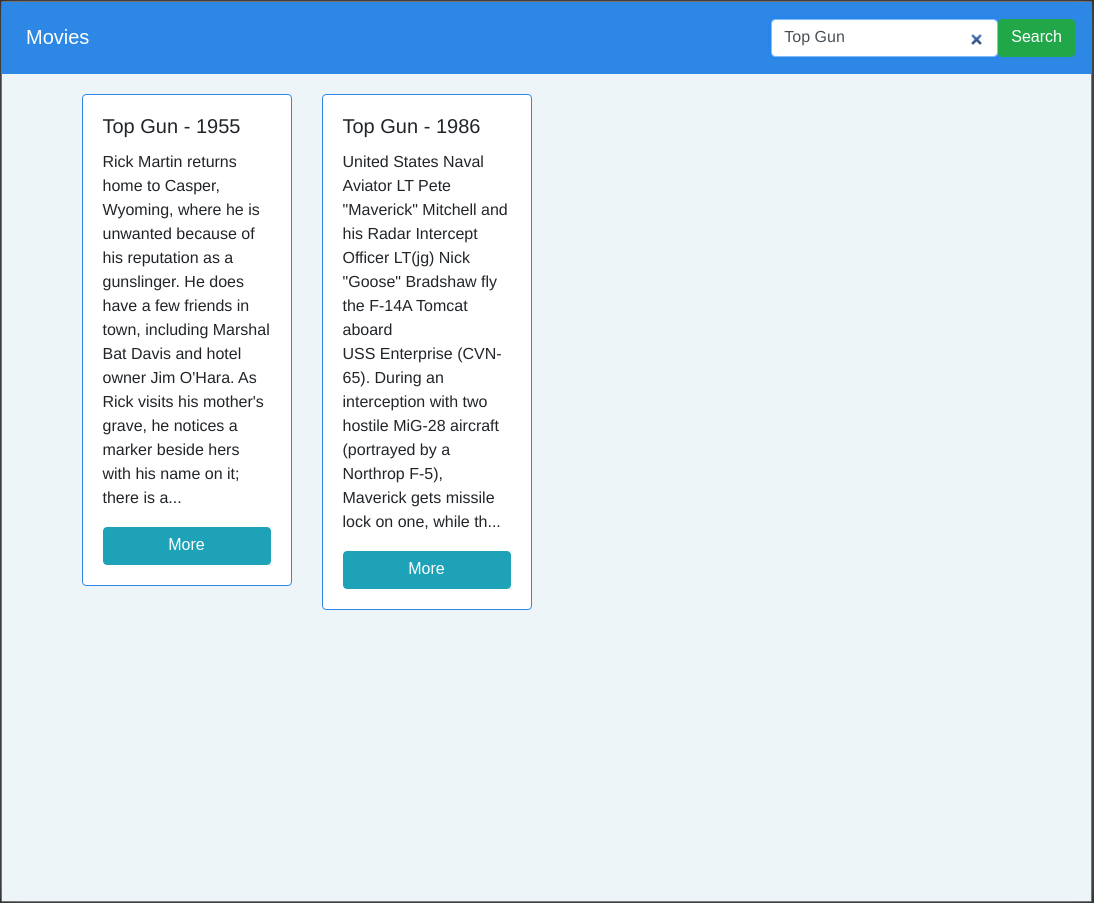 Movies
Top Gun
Search
Top Gun - 1955
Rick Martin returns
home to Casper,
Wyoming, where he is
unwanted because of
his reputation as a
gunslinger. He does
have a few friends in
town, including Marshal
Bat Davis and hotel
owner Jim O'Hara. As
Rick visits his mother's
grave, he notices a
marker beside hers
with his name on it;
there is a...
More
Top Gun - 1986
United States Naval
Aviator LT Pete
"Maverick" Mitchell and
his Radar Intercept
Officer LT(jg) Nick
"Goose" Bradshaw fly
the F-14A Tomcat
aboard
USS Enterprise (CVN-
65). During an
interception with two
hostile MiG-28 aircraft
(portrayed by a
Northrop F-5),
Maverick gets missile
lock on one, while th...
More